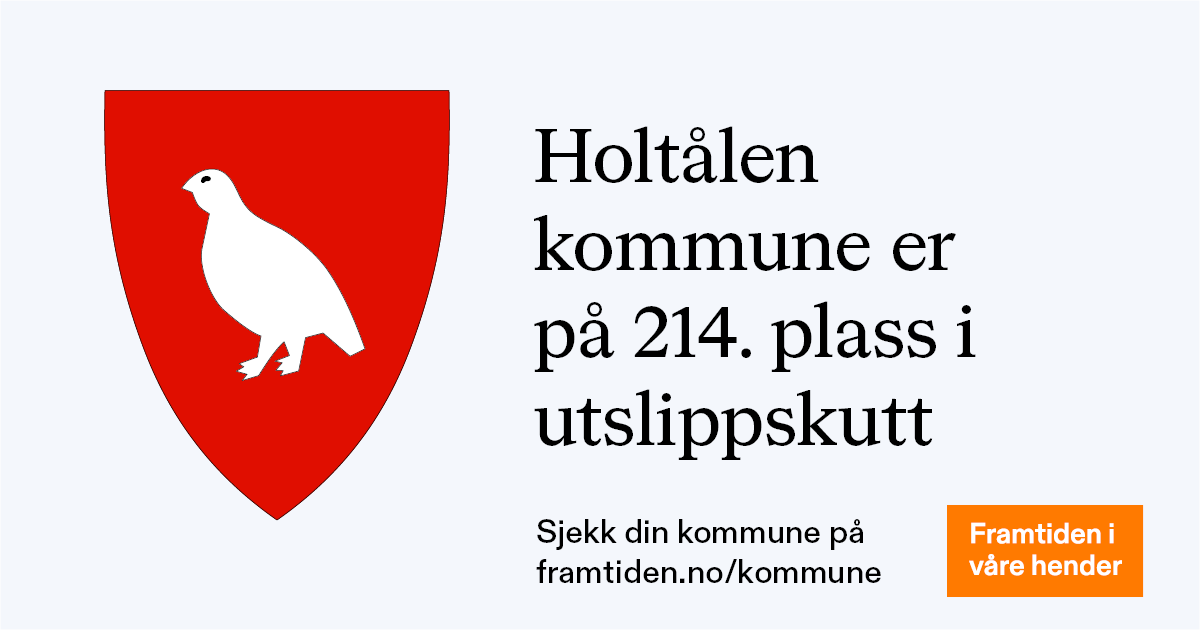 Holtålen
kommune er
på 214. plass i
utslippskutt
Sjekk din kommune på
framtiden.no/kommune
Framtiden i
våre hender